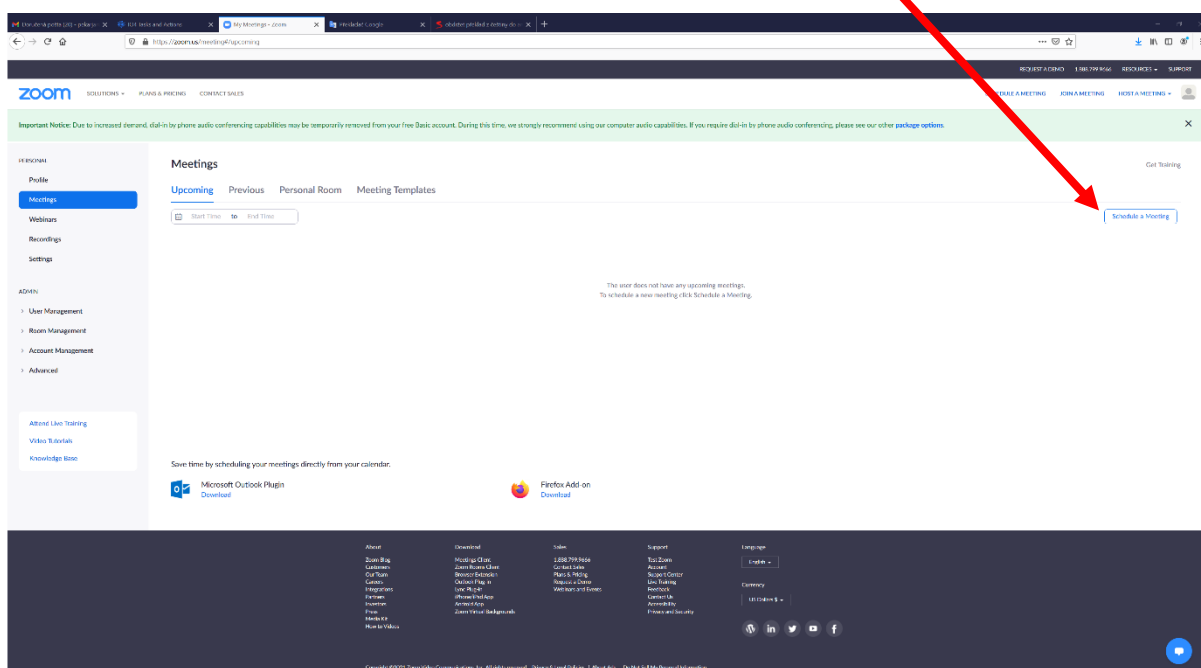 My Meetings - Zoom
https://zoom.us/meeting#/upcoming
REQUEST A DEMO 1.888.799.9666 RESOURCES SUPPORT
zoom SOLUTIONS PLANS & PRICING CONTACT SALES A MEETING JOIN A MEETING HOST A MEETING
Important Notice: Due to increased demand, dial-in by phone audio conferencing capabilities may be temporarily removed from your free Basic account. During this time, we strongly recommend using our computer audio capabilities. If you require dial-in by phone audio conferencing, please see our other package options.
PERSONAL
Profile
Meetings
Webinars
Recordings
Settings
ADMIN
User Management
Room Management
Account Management
Advanced
Attend Live Training
Video Tutorials
Knowledge Base
Meetings
Get Training
Upcoming Previous Personal Room Meeting Templates
Start Time to End Time
Schedule a Meeting
The user does not have any upcoming meetings.
To schedule a new meeting click Schedule a Meeting.
Save time by scheduling your meetings directly from your calendar.
Microsoft Outlook Plugin
Download
Firefox Add-on
Download
About
Zoom Blog
Customers
Our Team
Careers
Integrations
Partners
Investors
Press
Media Kit
How to Videos
Download
Meetings Client
Zoom Rooms Client
Browser Extension
Outlook Plug-in
Lync Plug-in
iPhone/iPad App
Android App
Zoom Virtual Backgrounds
Sales
1.888.799.9666
Contact Sales
Plans & Pricing
Request a Demo
Webinars and Events
Support
Test Zoom
Account
Support Center
Live Training
Feedback
Contact Us
Accessibility
Privacy and Security
Language
English
Currency
US Dollars $